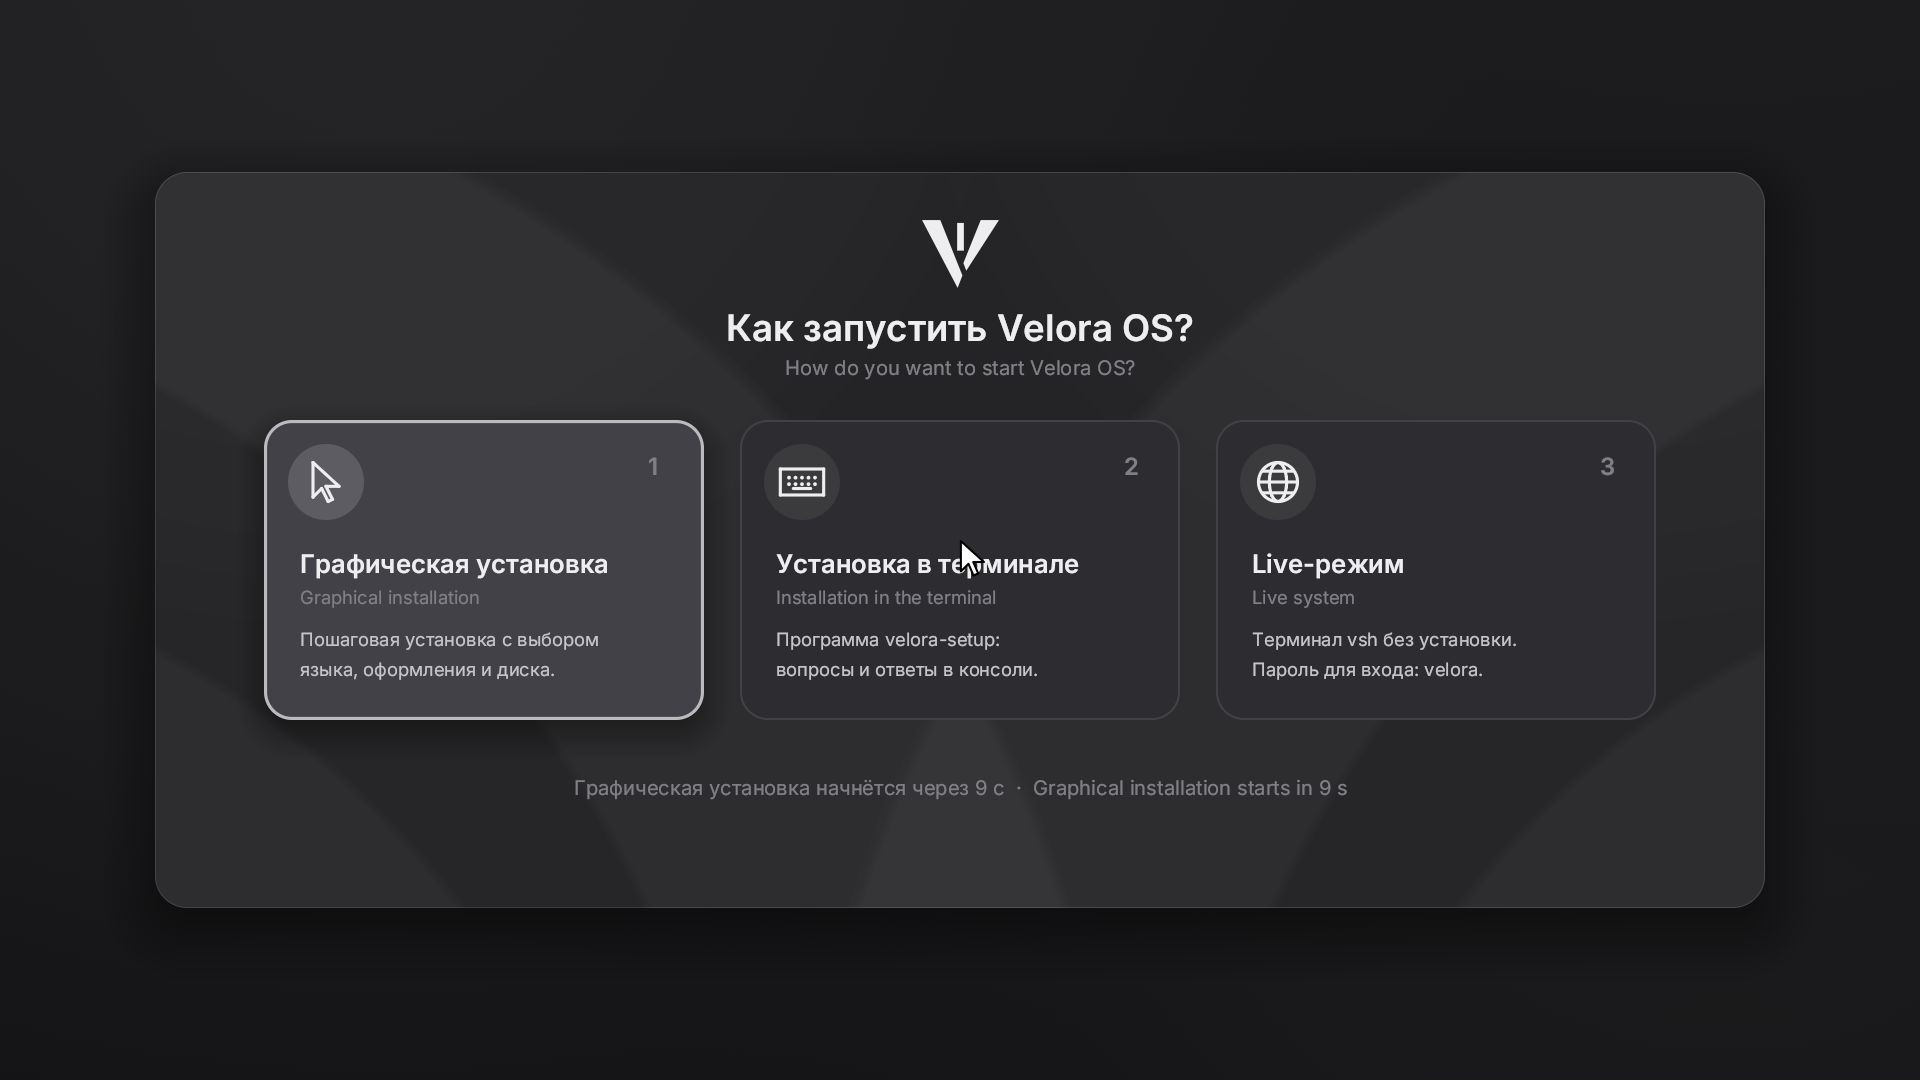 Как запустить Velora OS?
How do you want to start Velora OS?
1
Графическая установка
Graphical installation
Пошаговая установка с выбором
языка, оформления и диска.
2
Установка в терминале
Installation in the terminal
Программа velora-setup:
вопросы и ответы в консоли.
3
Live-режим
Live system
Терминал vsh без установки.
Пароль для входа: velora.
Графическая установка начнётся через 9 с · Graphical installation starts in 9 s